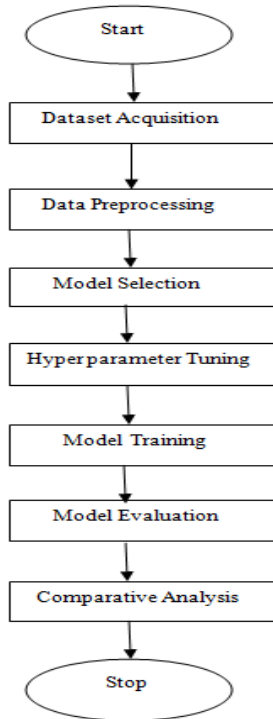 Start
Dataset Acquisition
Data Preprocessing
Model Selection
Hyperparameter Tuning
Model Training
Model Evaluation
Comparative Analysis
Stop